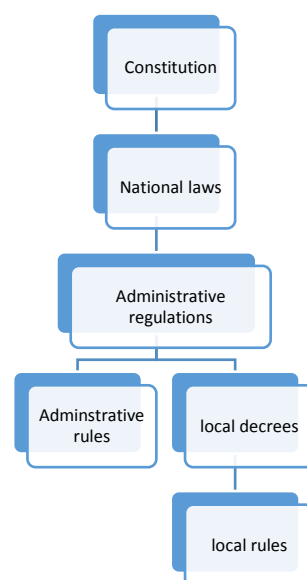 Constitution
National laws
Administrative
regulations
Adminstrative
rules
local decrees
local rules